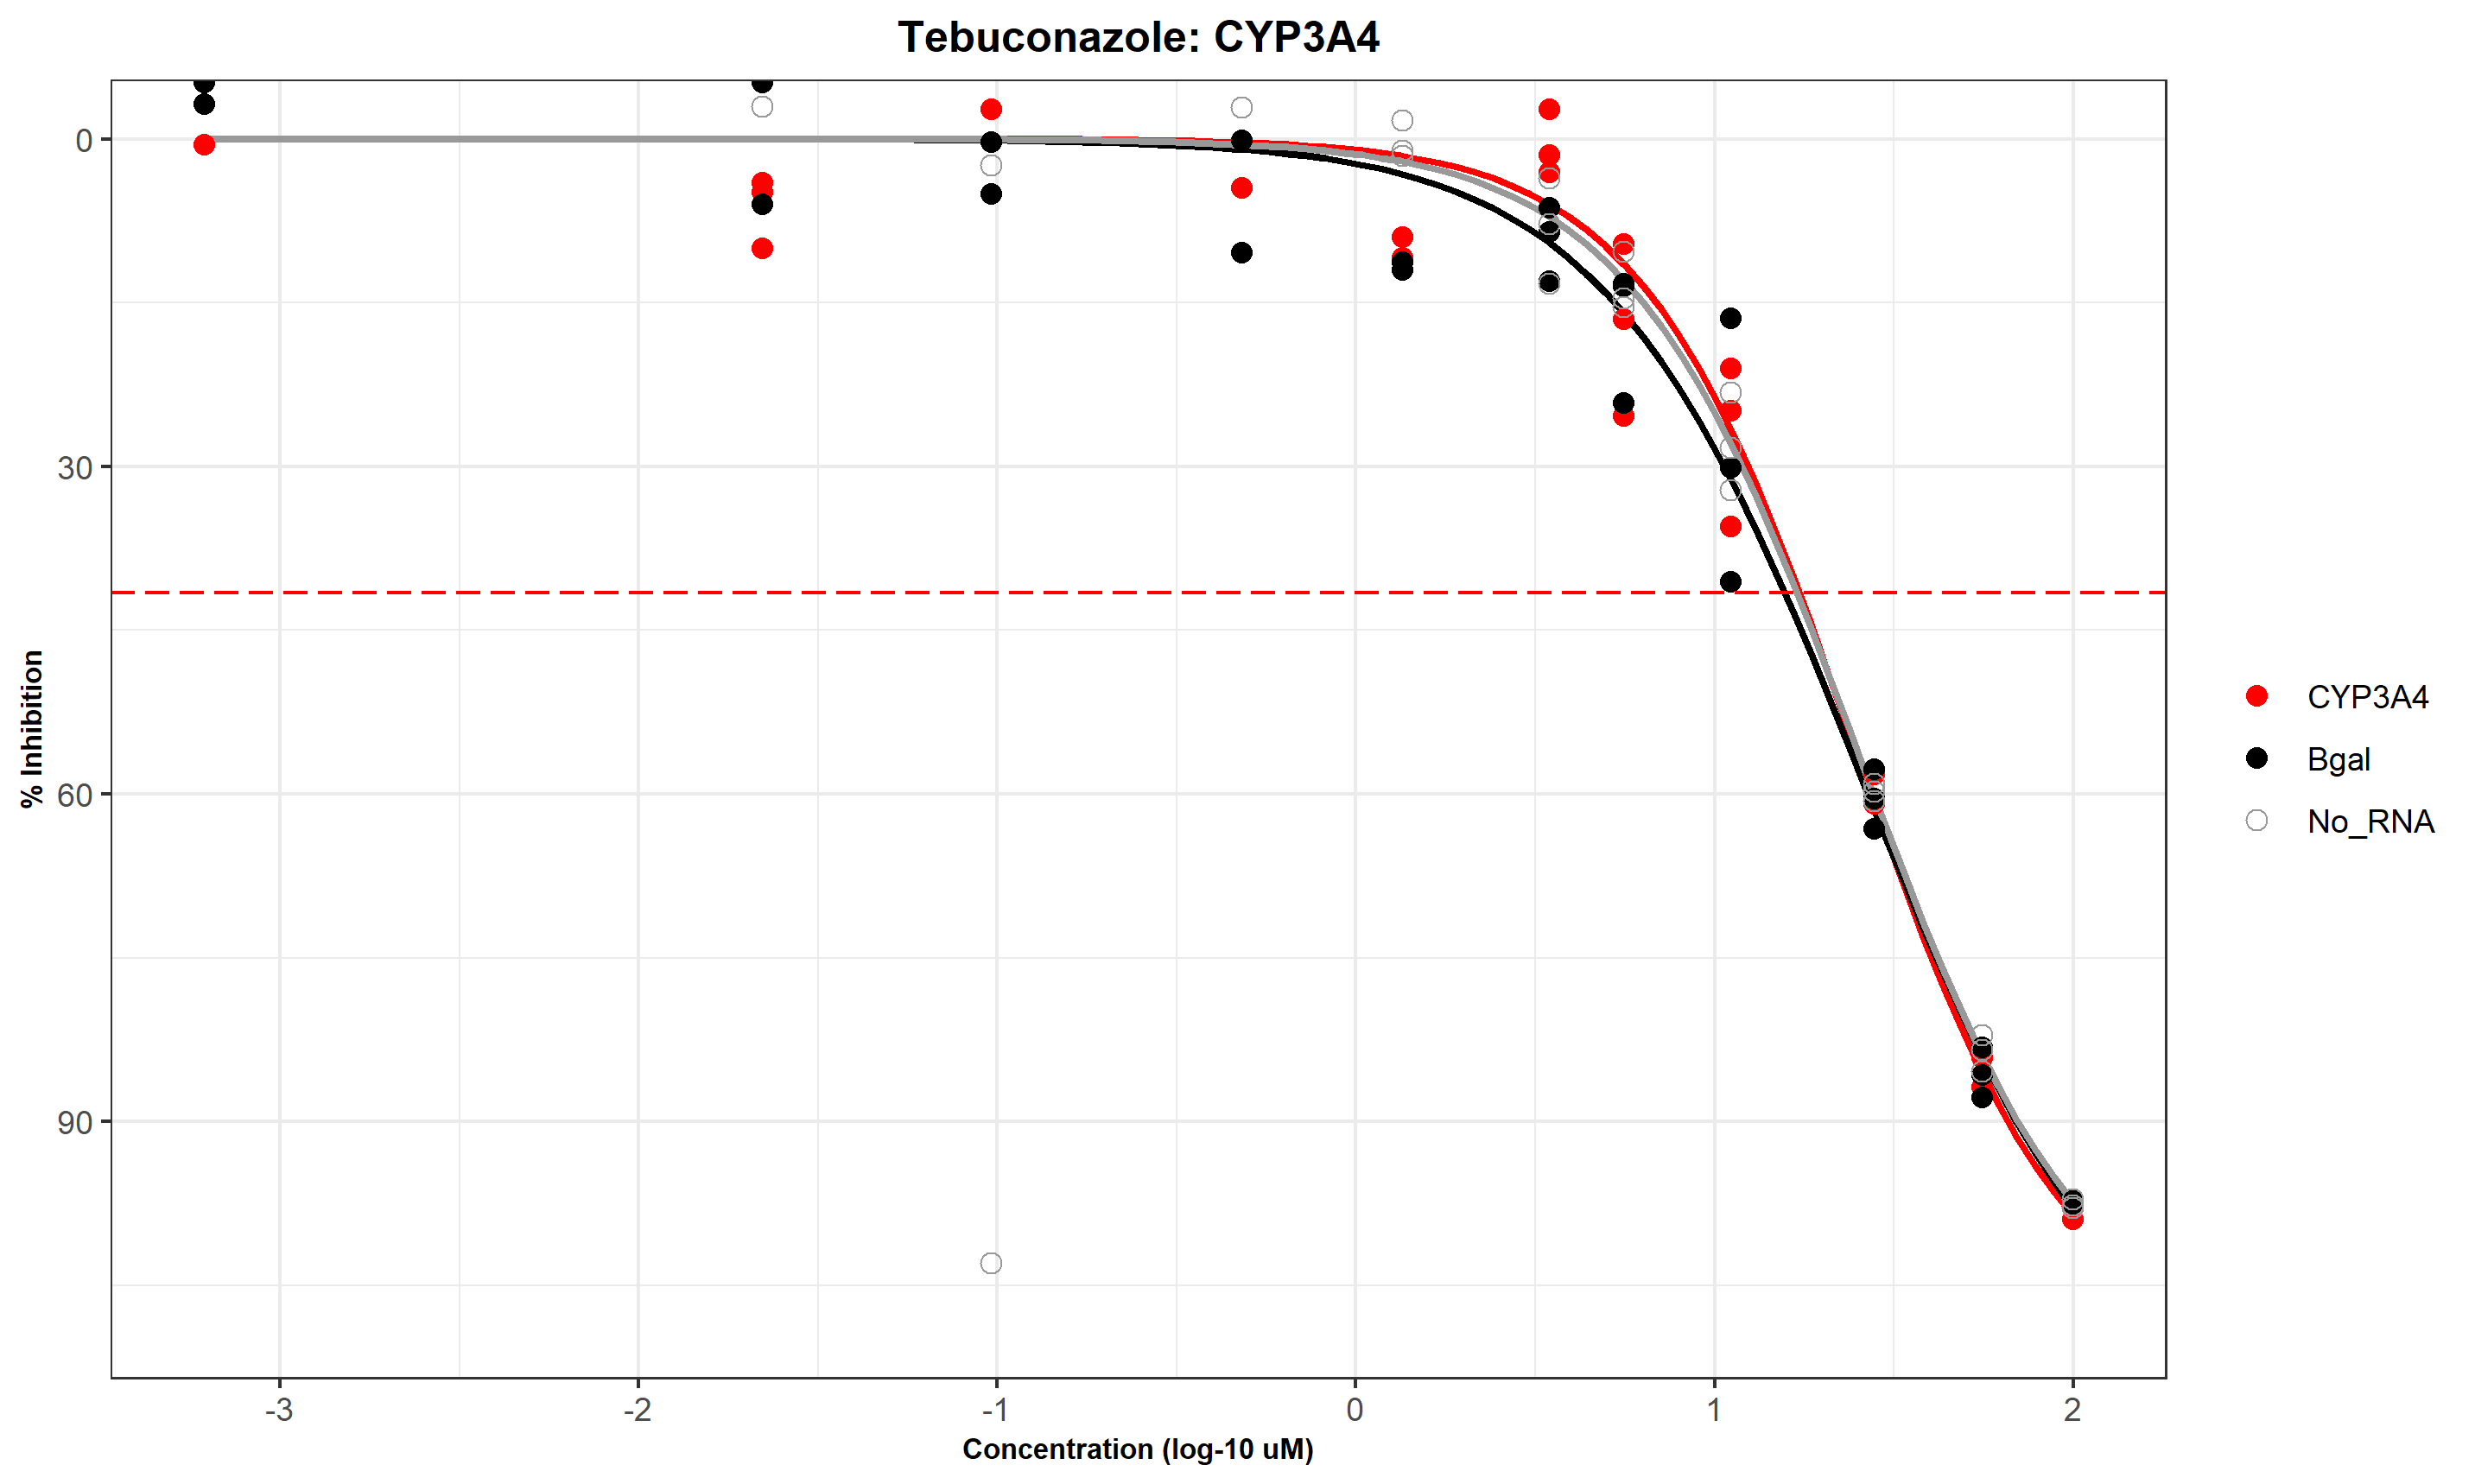 Tebuconazole: CYP3A4
% Inhibition
0
30
60
90
-3
-2
-1
0
1
2
Concentration (log-10 uM)
CYP3A4
Bgal
No_RNA